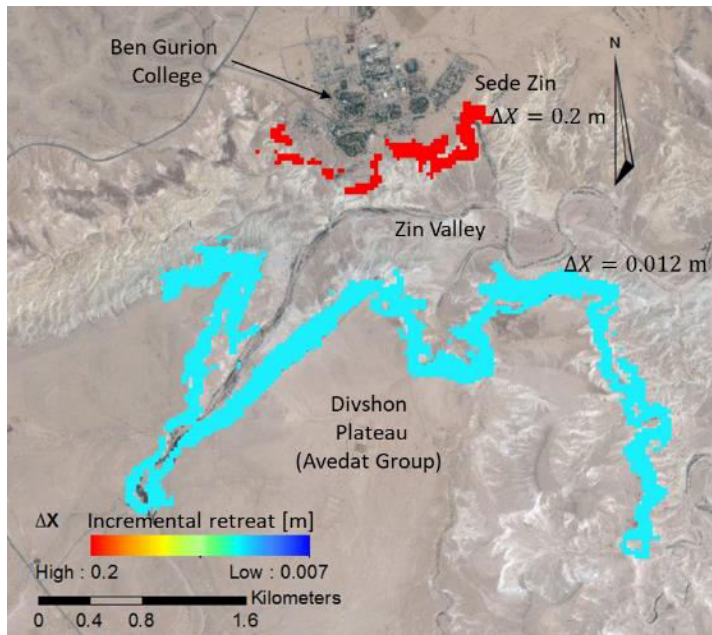 Ben Gurion
College
N
Sede Zin
ΔX = 0.2 m
Zin Valley
ΔX = 0.012 m
Divshon
Plateau
(Avedat Group)
ΔX Incremental retreat [m]
High : 0.2 Low : 0.007
Kilometers
0 0.4 0.8 1.6